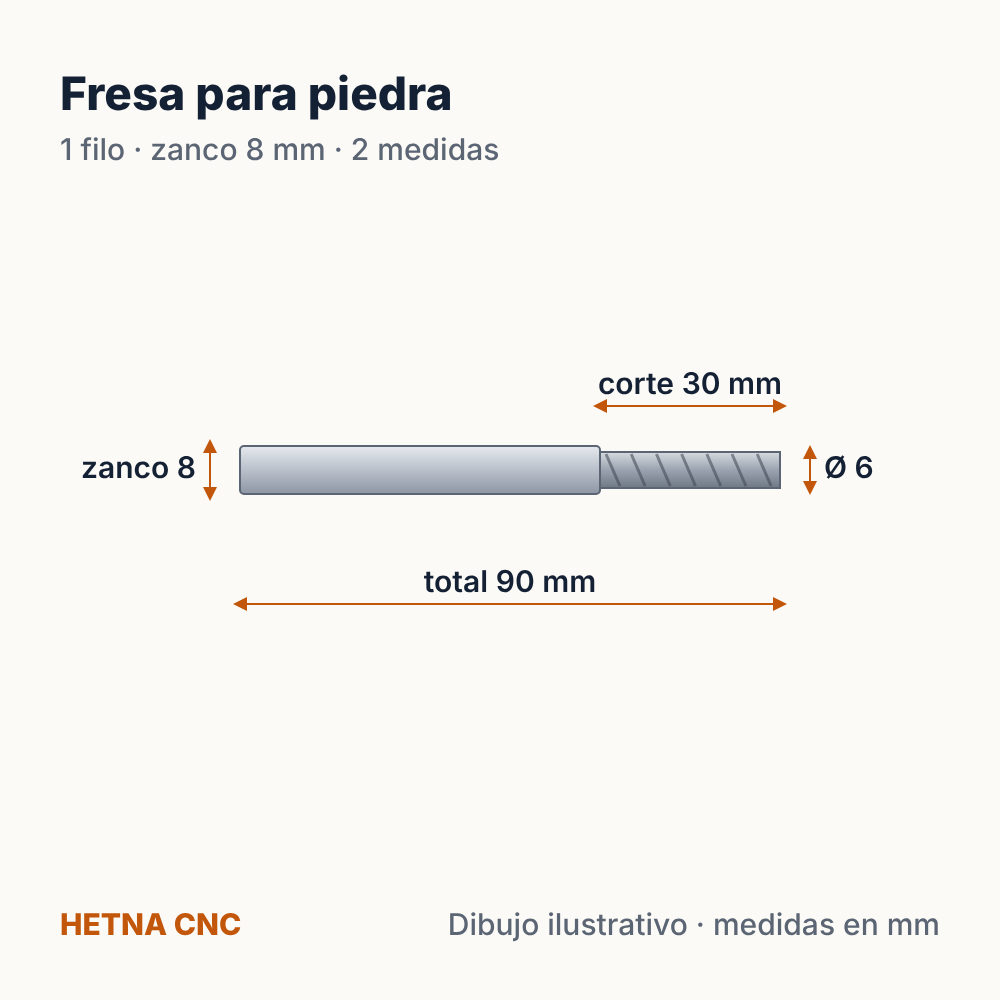 Fresa para piedra
1 filo · zanco 8 mm · 2 medidas
corte 30 mm
zanco 8
Ø 6
total 90 mm
HETNA CNC
Dibujo ilustrativo · medidas en mm